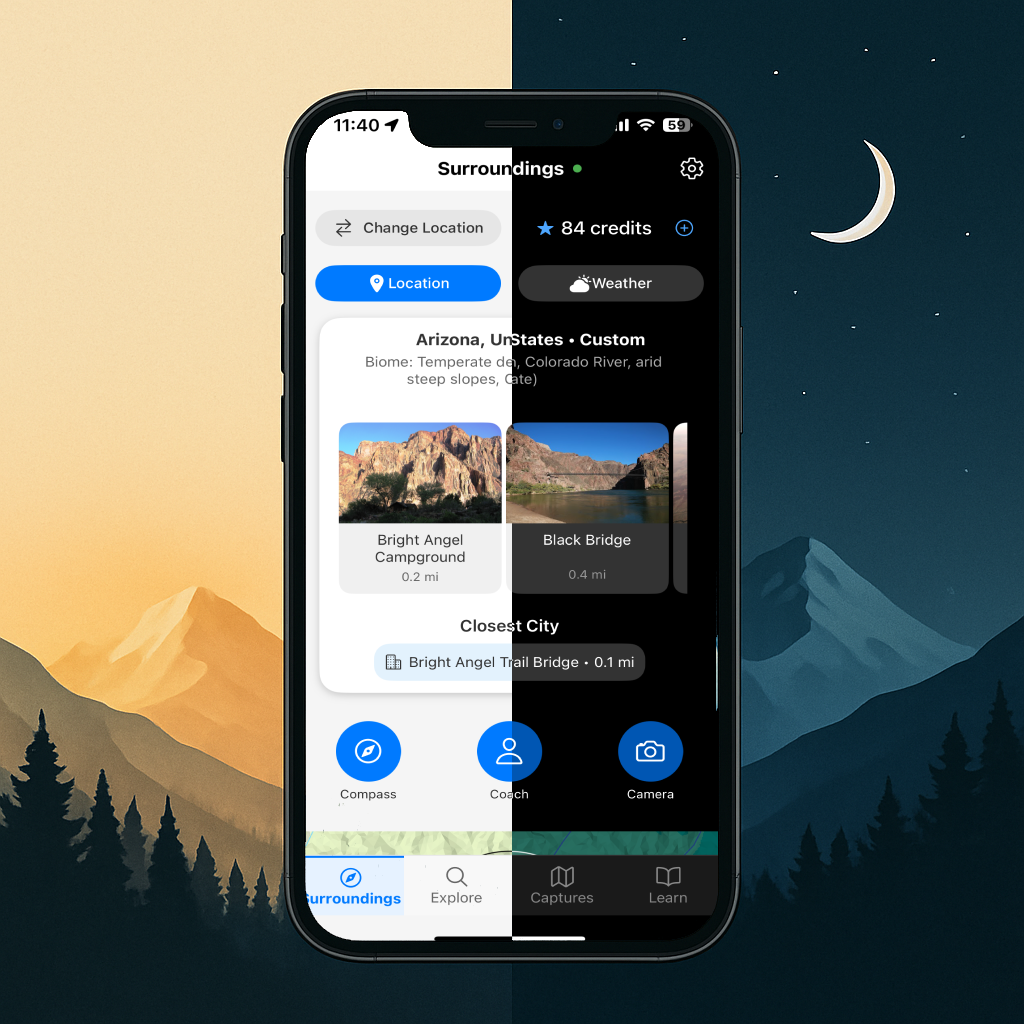 11:40
59
Surroundings
Change Location
84 credits
Location
Weather
Arizona, UnStates • Custom
Biome: Temperate den, Colorado River, arid
steep slopes, Cate)
Bright Angel
Campground
0.2 mi
Black Bridge
0.4 mi
Closest City
Bright Angel Trail Bridge • 0.1 mi
Compass
Coach
Camera
Surroundings
Explore
Captures
Learn